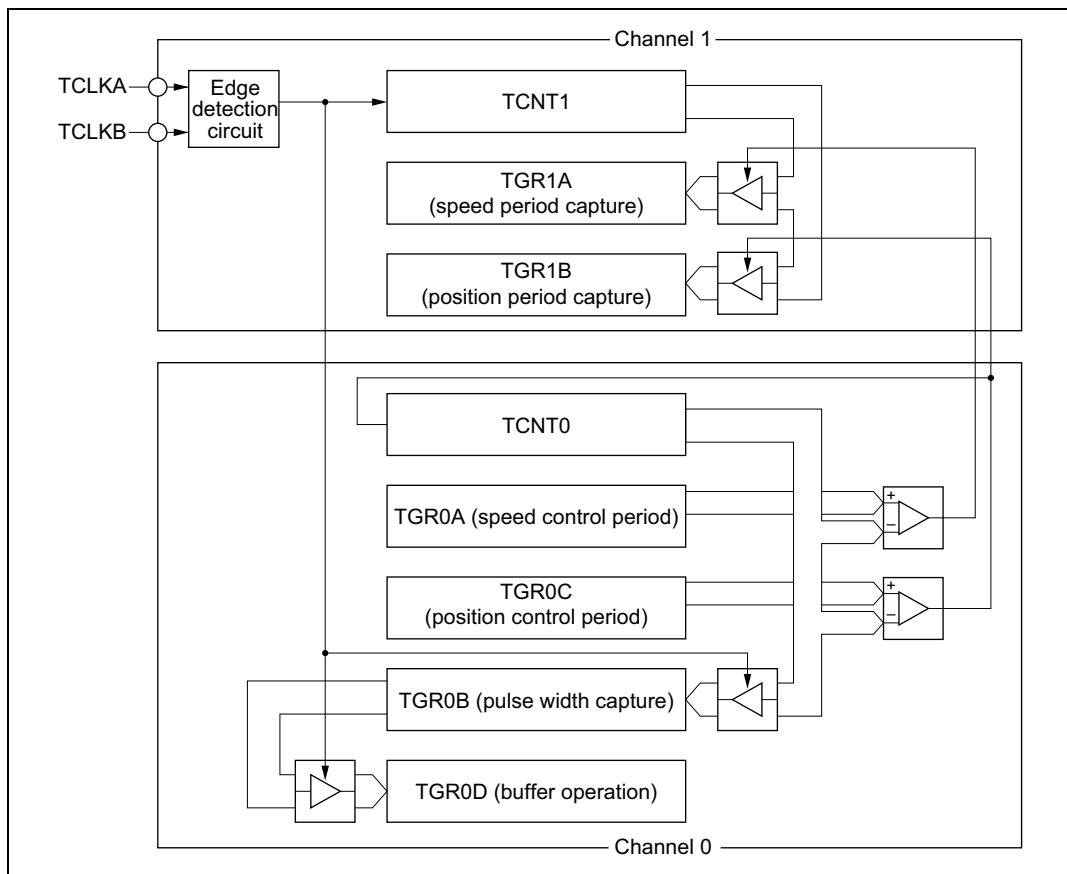 Channel 1
TCLKA
TCLKB
Edge
detection
circuit
TCNT1
TGR1A
(speed period capture)
TGR1B
(position period capture)
TCNT0
TGR0A (speed control period)
+
−
TGR0C
(position control period)
+
−
TGR0B (pulse width capture)
TGR0D (buffer operation)
Channel 0